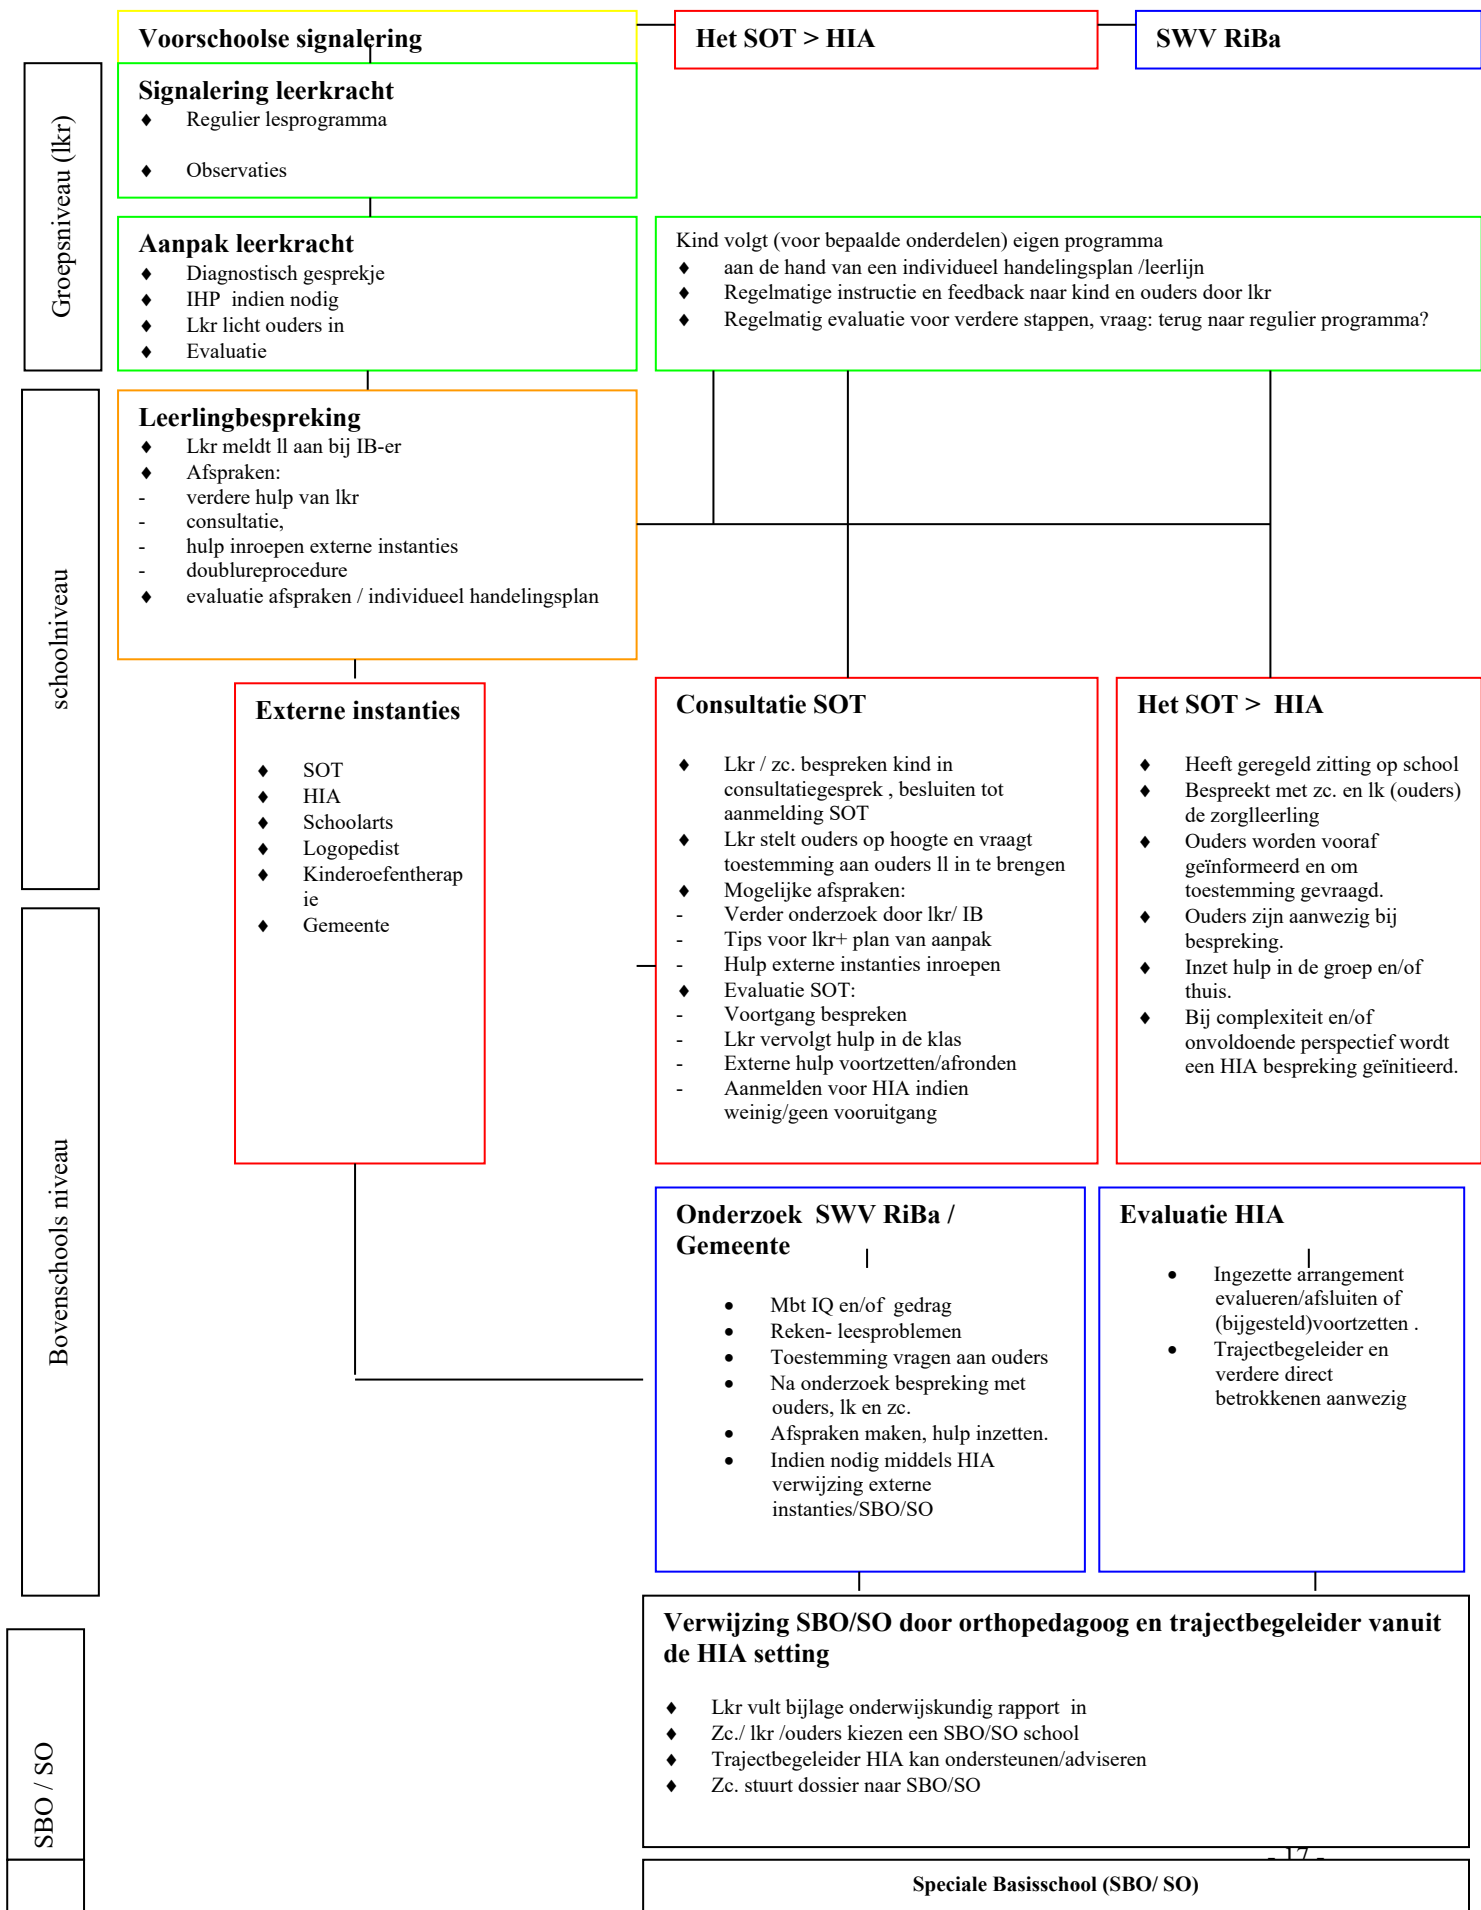 Voorschoolse signalering
Het SOT > HIA
SWV RiBa
Groepsniveau (lkr)
Signalering leerkracht
♦ Regulier lesprogramma
♦ Observaties
Aanpak leerkracht
♦ Diagnostisch gesprekje
♦ IHP indien nodig
♦ Lkr licht ouders in
♦ Evaluatie
Kind volgt (voor bepaalde onderdelen) eigen programma
♦ aan de hand van een individueel handelingsplan /leerlijn
♦ Regelmatige instructie en feedback naar kind en ouders door lkr
♦ Regelmatig evaluatie voor verdere stappen, vraag: terug naar regulier programma?
schoolniveau
Leerlingbespreking
♦ Lkr meldt ll aan bij IB-er
♦ Afspraken:
- verdere hulp van lkr
- consultatie,
- hulp inroepen externe instanties
- doublureprocedure
♦ evaluatie afspraken / individueel handelingsplan
Externe instanties
♦ SOT
♦ HIA
♦ Schoolarts
♦ Logopedist
♦ Kinderoefentherap
ie
♦ Gemeente
Consultatie SOT
♦ Lkr / zc. bespreken kind in
consultatiegesprek , besluiten tot
aanmelding SOT
♦ Lkr stelt ouders op hoogte en vraagt
toestemming aan ouders ll in te brengen
♦ Mogelijke afspraken:
- Verder onderzoek door lkr/ IB
- Tips voor lkr+ plan van aanpak
- Hulp externe instanties inroepen
♦ Evaluatie SOT:
- Voortgang bespreken
- Lkr vervolgt hulp in de klas
- Externe hulp voortzetten/afronden
- Aanmelden voor HIA indien
weinig/geen vooruitgang
Het SOT > HIA
♦ Heeft geregeld zitting op school
♦ Bespreekt met zc. en lk (ouders)
de zorglleerling
♦ Ouders worden vooraf
geïnformeerd en om
toestemming gevraagd.
♦ Ouders zijn aanwezig bij
bespreking.
♦ Inzet hulp in de groep en/of
thuis.
♦ Bij complexiteit en/of
onvoldoende perspectief wordt
een HIA bespreking geïnitieerd.
Bovenschools niveau
Onderzoek SWV RiBa /
Gemeente
• Mbt IQ en/of gedrag
• Reken- leesproblemen
• Toestemming vragen aan ouders
• Na onderzoek bespreking met
ouders, lk en zc.
• Afspraken maken, hulp inzetten.
• Indien nodig middels HIA
verwijzing externe
instanties/SBO/SO
Evaluatie HIA
• Ingezette arrangement
evalueren/afsluiten of
(bijgesteld)voortzetten .
• Trajectbegeleider en
verdere direct
betrokkenen aanwezig
SBO / SO
Verwijzing SBO/SO door orthopedagoog en trajectbegeleider vanuit
de HIA setting
♦ Lkr vult bijlage onderwijskundig rapport in
♦ Zc./ lkr /ouders kiezen een SBO/SO school
♦ Trajectbegeleider HIA kan ondersteunen/adviseren
♦ Zc. stuurt dossier naar SBO/SO
- 17 -
Speciale Basisschool (SBO/ SO)